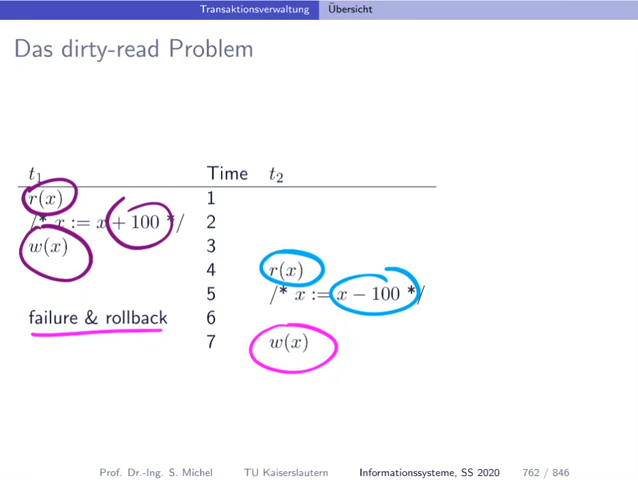 Transaktionsverwaltung Übersicht
Das dirty-read Problem
t₁ Time t₂
r(x) 1
/* x := x + 100 */ 2
w(x) 3
4 r(x)
5 /* x := x − 100 */
failure & rollback 6
7 w(x)
Prof. Dr.-Ing. S. Michel TU Kaiserslautern Informationssysteme, SS 2020 762 / 846